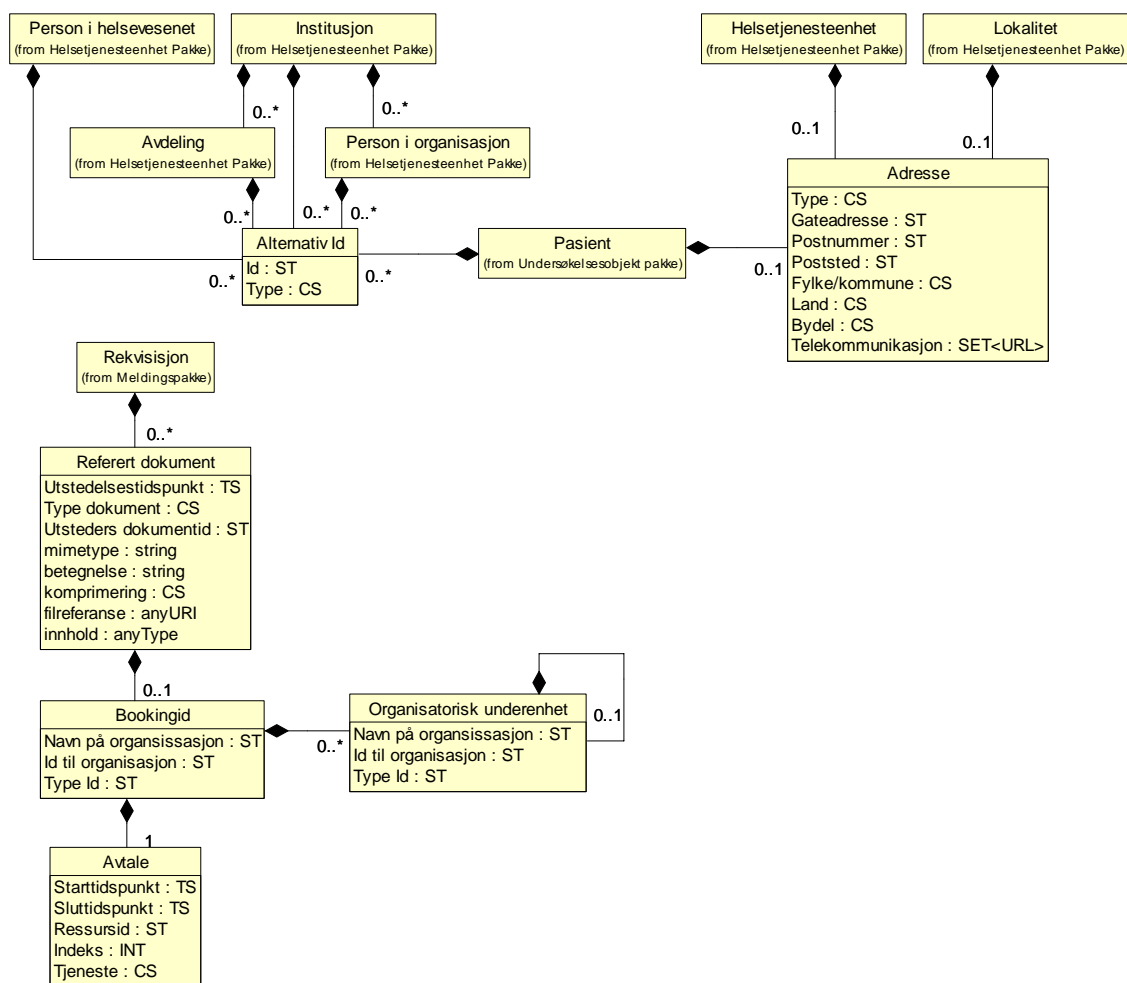 Person i helsevesenet
(from Helsetjenesteenhet Pakke)
Institusjon
(from Helsetjenesteenhet Pakke)
Helsetjenesteenhet
(from Helsetjenesteenhet Pakke)
Lokalitet
(from Helsetjenesteenhet Pakke)
0..*
0..*
Avdeling
(from Helsetjenesteenhet Pakke)
Person i organisasjon
(from Helsetjenesteenhet Pakke)
0..1
0..1
0..*
0..*
0..*
Adresse
Type : CS
Gateadresse : ST
Postnummer : ST
Poststed : ST
Fylke/kommune : CS
Land : CS
Bydel : CS
Telekommunikasjon : SET<URL>
Alternativ Id
Id : ST
Type : CS
0..*
0..*
Pasient
(from Undersøkelsesobjekt pakke)
0..1
Rekvisisjon
(from Meldingspakke)
0..*
Referert dokument
Utstedelsestidspunkt : TS
Type dokument : CS
Utsteders dokumentid : ST
mimetype : string
betegnelse : string
komprimering : CS
filreferanse : anyURI
innhold : anyType
0..1
Bookingid
Navn på organsissasjon : ST
Id til organisasjon : ST
Type Id : ST
0..*
Organisatorisk underenhet
Navn på organsissasjon : ST
Id til organisasjon : ST
Type Id : ST
0..1
1
Avtale
Starttidspunkt : TS
Sluttidspunkt : TS
Ressursid : ST
Indeks : INT
Tjeneste : CS